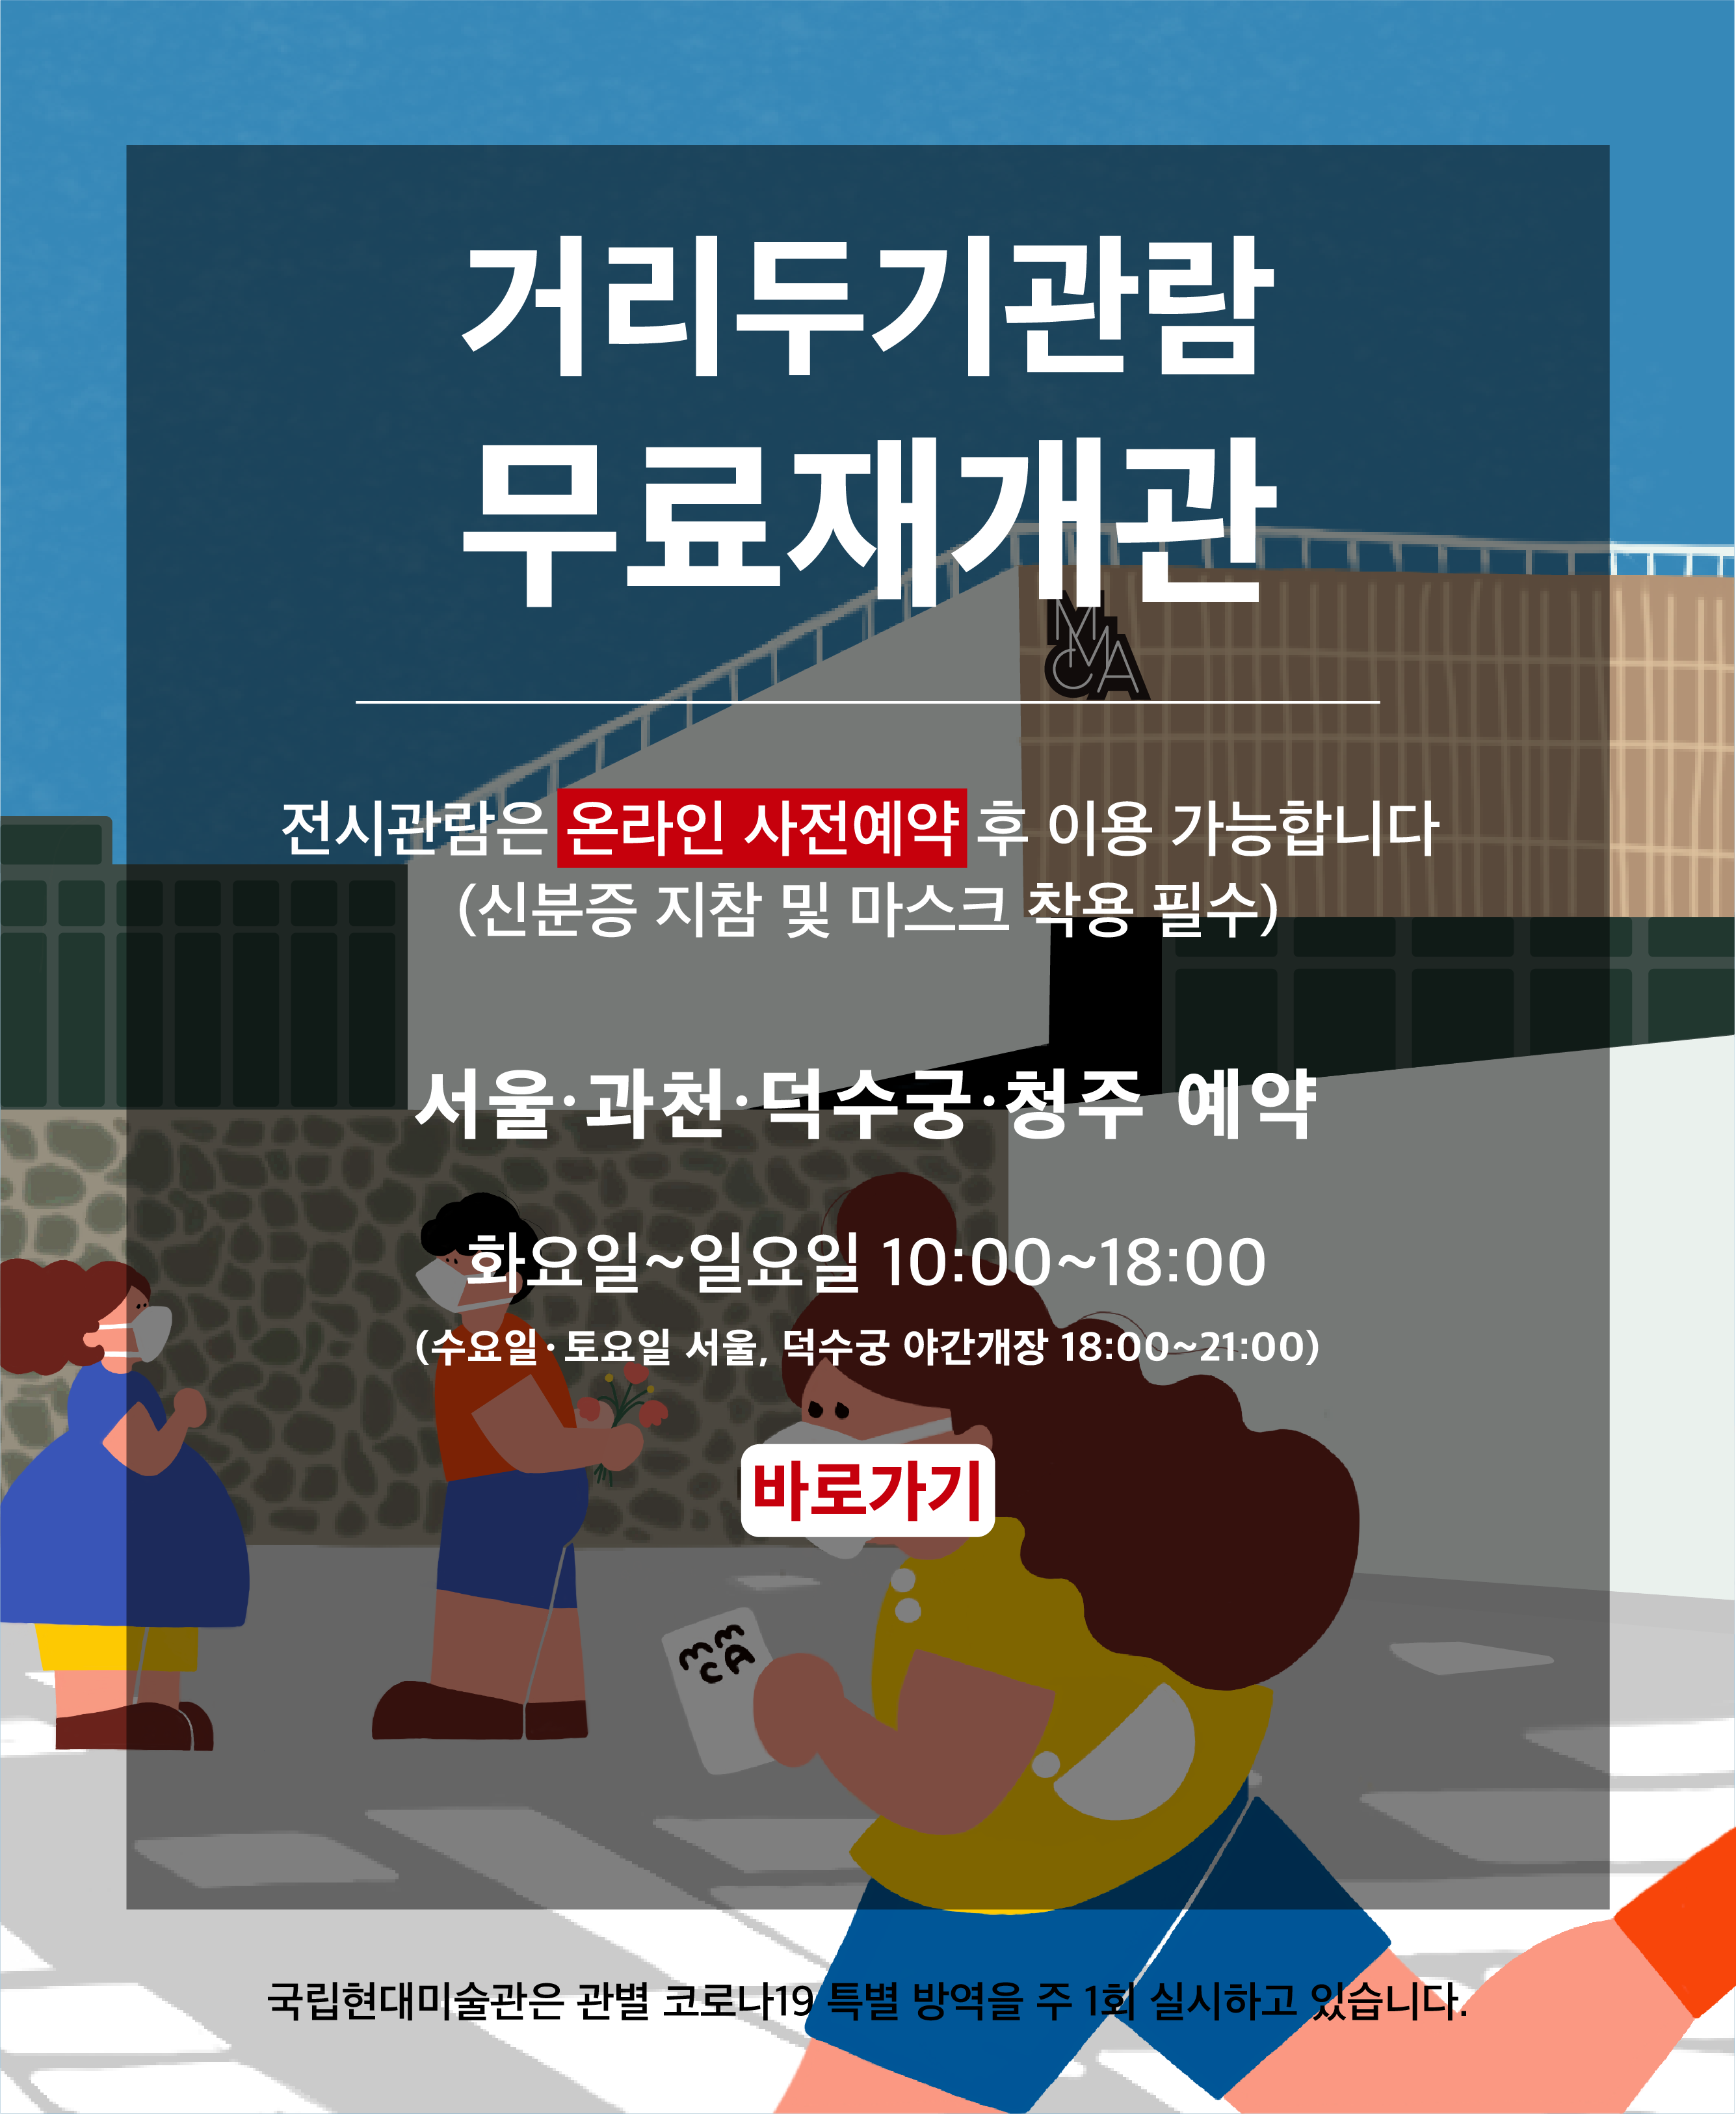 거리두기관람
무료재개관
MMCA
전시관람은 온라인 사전예약 후 이용 가능합니다
(신분증 지참 및 마스크 착용 필수)
서울·과천·덕수궁·청주 예약
화요일~일요일 10:00~18:00
(수요일·토요일 서울, 덕수궁 야간개장 18:00~21:00)
바로가기
mm
CA
국립현대미술관은 관별 코로나19 특별 방역을 주 1회 실시하고 있습니다.